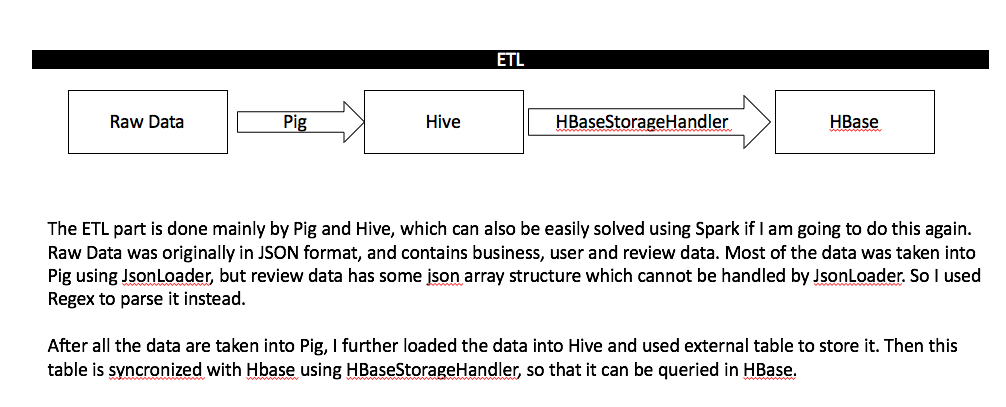 ETL
Raw Data
Pig
Hive
HBaseStorageHandler
HBase
The ETL part is done mainly by Pig and Hive, which can also be easily solved using Spark if I am going to do this again.
Raw Data was originally in JSON format, and contains business, user and review data. Most of the data was taken into
Pig using JsonLoader, but review data has some json array structure which cannot be handled by JsonLoader. So I used
Regex to parse it instead.
After all the data are taken into Pig, I further loaded the data into Hive and used external table to store it. Then this
table is syncronized with Hbase using HBaseStorageHandler, so that it can be queried in HBase.